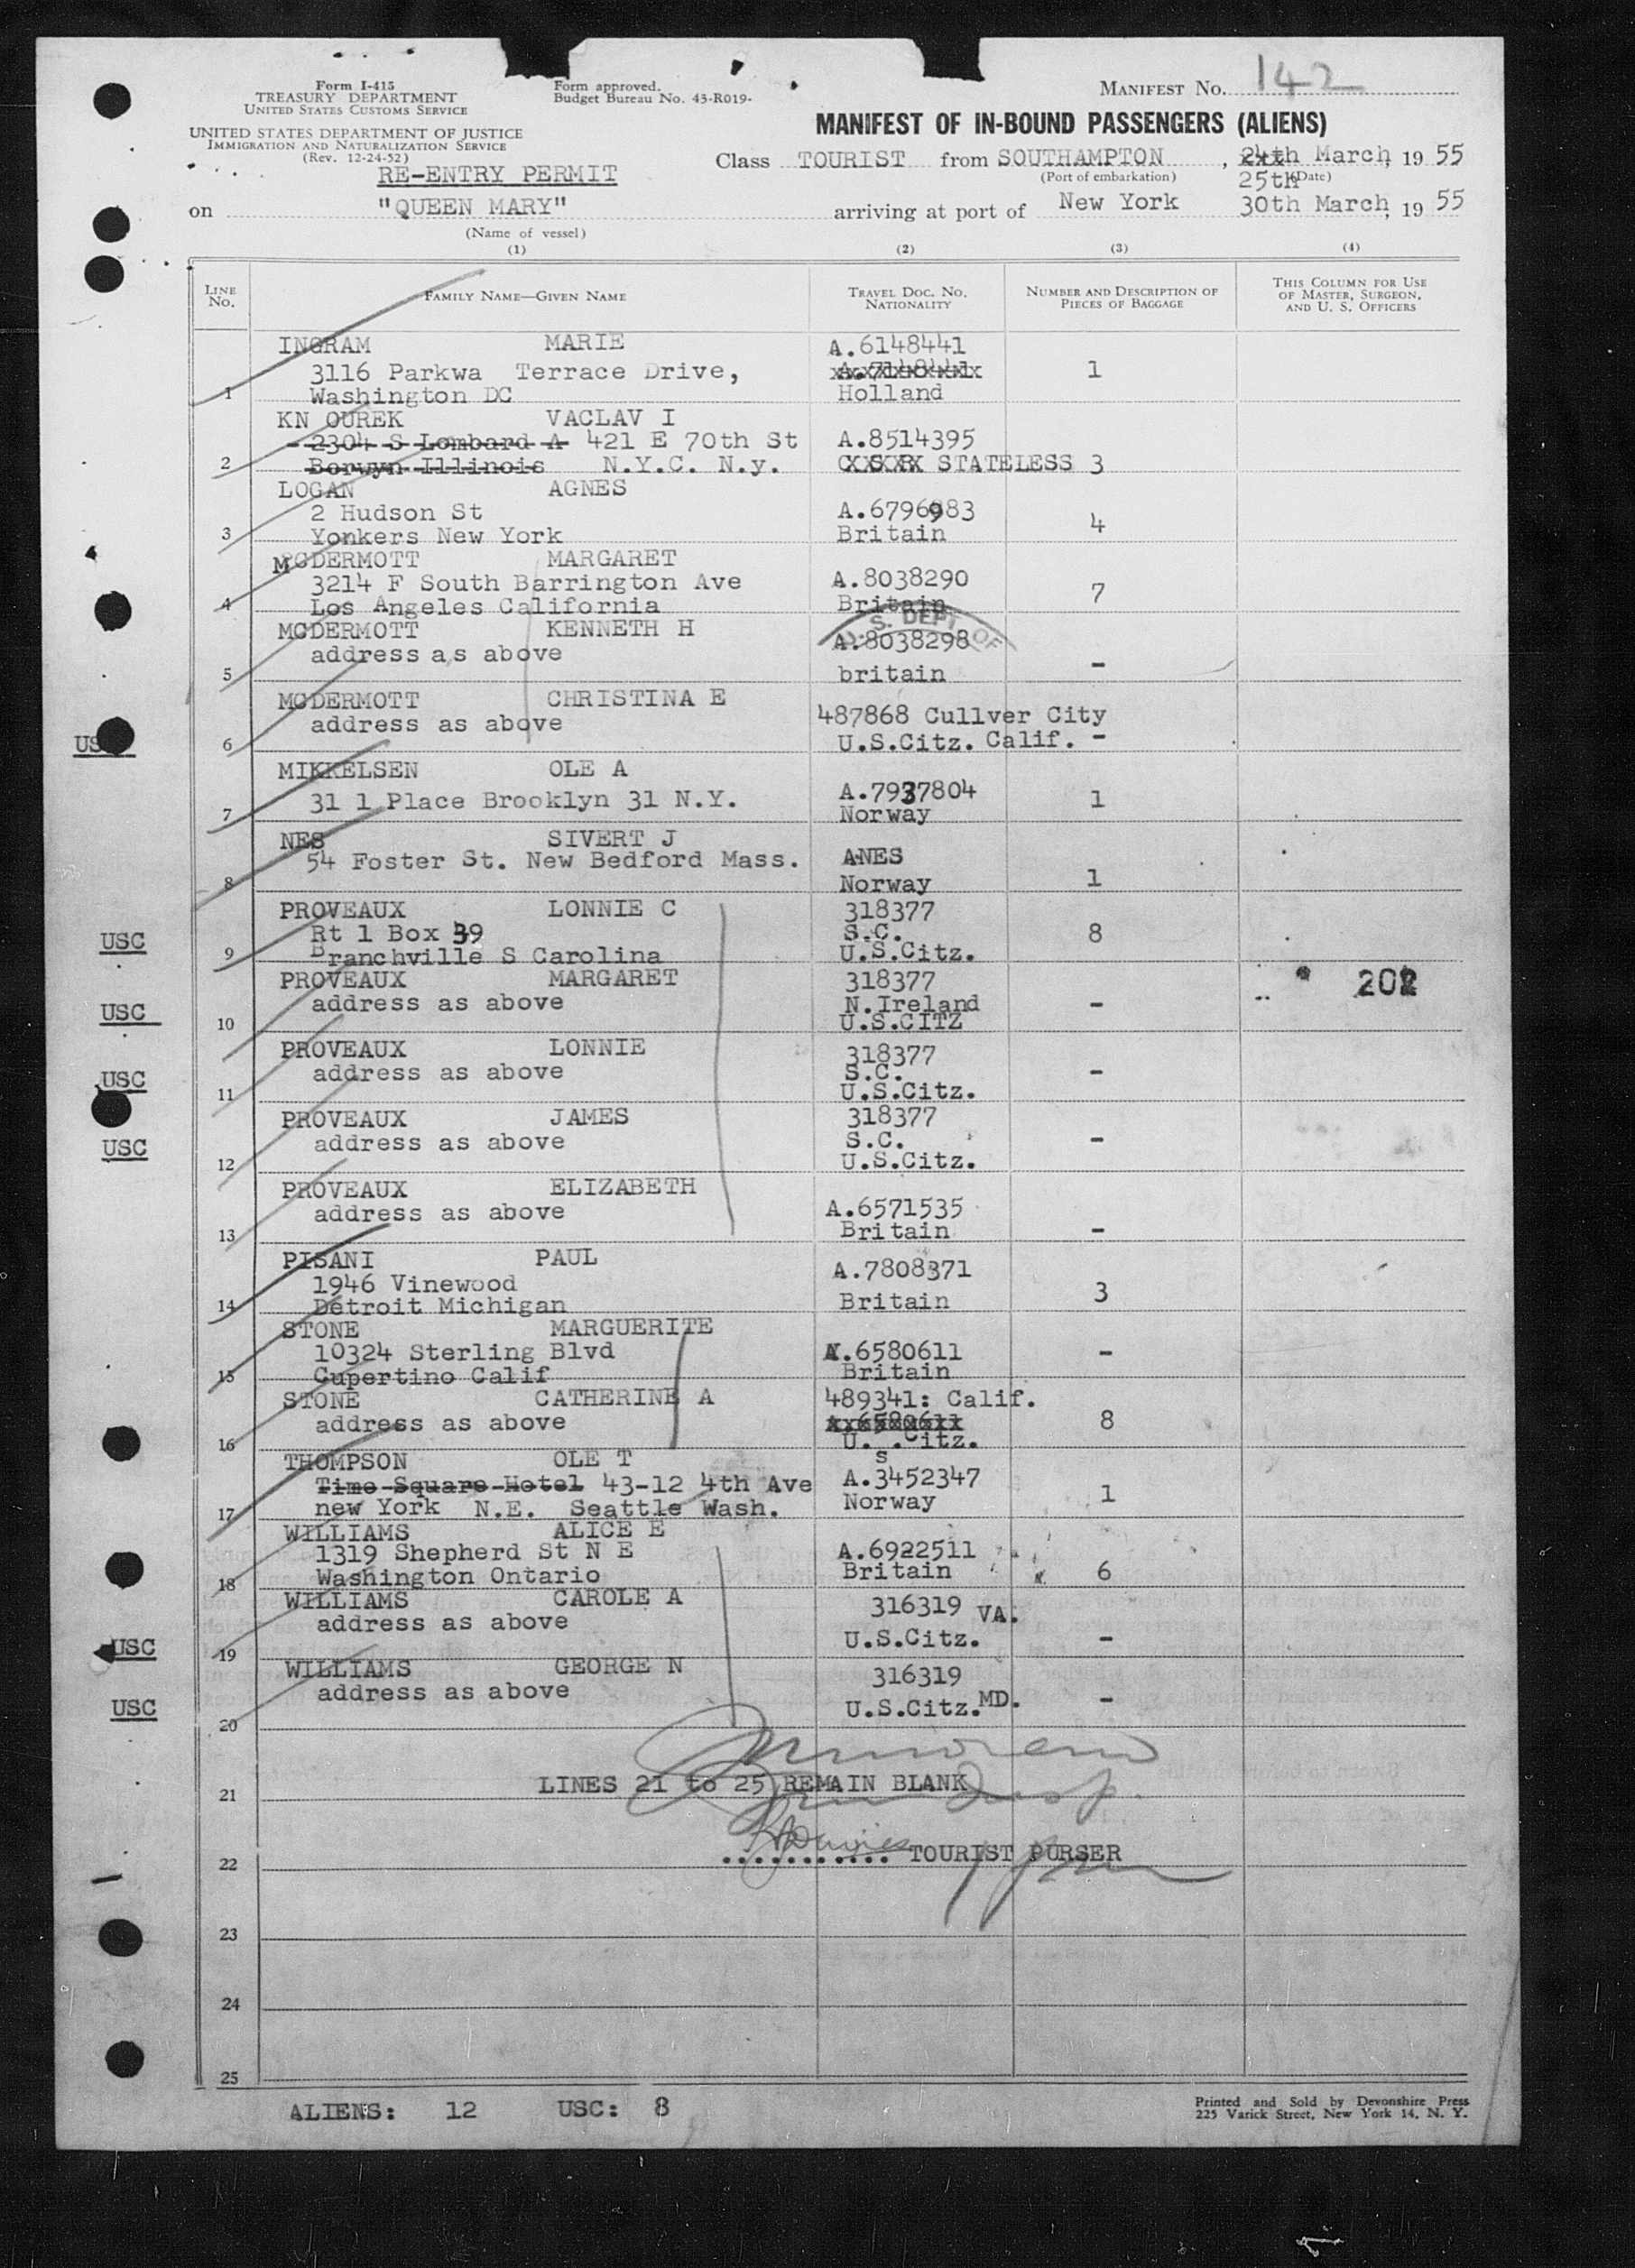 Form I-415
TREASURY DEPARTMENT
UNITED STATES CUSTOMS SERVICE
UNITED STATES DEPARTMENT OF JUSTICE
IMMIGRATION AND NATURALIZATION SERVICE
(Rev. 12-24-52)
RE-ENTRY PERMIT
Form approved.
Budget Bureau No. 43-R019-
MANIFEST NO. 142
MANIFEST OF IN-BOUND PASSENGERS (ALIENS)
Class TOURIST from SOUTHAMPTON, 24th March, 19 55
(Port of embarkation) 25th (Date)
on "QUEEN MARY" arriving at port of New York 30th March, 19 55
(Name of vessel)
(1) (2) (3) (4)
LINE NO. FAMILY NAME—GIVEN NAME TRAVEL DOC. NO. NATIONALITY NUMBER AND DESCRIPTION OF PIECES OF BAGGAGE THIS COLUMN FOR USE OF MASTER, SURGEON, AND U. S. OFFICERS
INGRAM MARIE A.6148441
3116 Parkwa Terrace Drive, A.7148441 1
1 Washington DC Holland
KN OUREK VACLAV I
2304 S Lombard A 421 E 70th St A.8514395
2 Berwyn Illinois N.Y.C. N.y. STATELESS 3
LOGAN AGNES
2 Hudson St A.6796983
3 Yonkers New York Britain 4
MCDERMOTT MARGARET
3214 F South Barrington Ave A.8038290
4 Los Angeles California Britain 7
U. S. DEPT OF
MCDERMOTT KENNETH H A.8038298
address as above
5 britain -
MCDERMOTT CHRISTINA E
address as above 487868 Cullver City
USC 6 U.S.Citz. Calif. -
MIKKELSEN OLE A
31 1 Place Brooklyn 31 N.Y. A.7937804 1
7 Norway
NES SIVERT J
54 Foster St. New Bedford Mass. ANES
8 Norway 1
PROVEAUX LONNIE C 318377
USC Rt 1 Box 39 S.C. 8
9 Branchville S Carolina U.S.Citz.
PROVEAUX MARGARET 318377 202
USC address as above N.Ireland -
10 U.S.CITZ
PROVEAUX LONNIE 318377
USC address as above S.C. -
11 U.S.Citz.
PROVEAUX JAMES 318377
USC address as above S.C. -
12 U.S.Citz.
PROVEAUX ELIZABETH
address as above A.6571535
13 Britain -
PISANI PAUL
1946 Vinewood A.7808371
14 Detroit Michigan Britain 3
STONE MARGUERITE
10324 Sterling Blvd A.6580611 -
15 Cupertino Calif Britain
STONE CATHERINE A 489341: Calif.
address as above A.6580611 8
16 U.s.Citz.
THOMPSON OLE T
Time Square Hotel 43-12 4th Ave A.3452347 1
17 new York N.E. Seattle Wash. Norway
WILLIAMS ALICE E
1319 Shepherd St N E A.6922511
18 Washington Ontario Britain 6
WILLIAMS CAROLE A 316319 VA.
address as above
USC 19 U.S.Citz. -
WILLIAMS GEORGE N 316319
USC address as above U.S.Citz. MD. -
20
21 LINES 21 to 25 REMAIN BLANK
22 ........... TOURIST PURSER
23
24
25
ALIENS: 12 USC: 8
Printed and Sold by Devonshire Press
225 Varick Street, New York 14, N. Y.